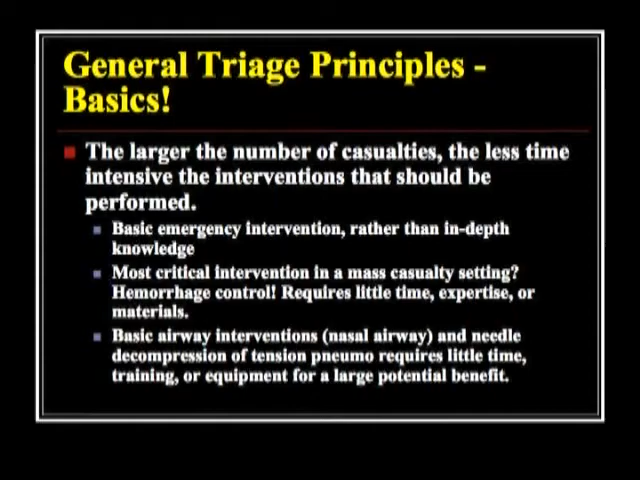 General Triage Principles -
Basics!
The larger the number of casualties, the less time
intensive the interventions that should be
performed.
Basic emergency intervention, rather than in-depth
knowledge
Most critical intervention in a mass casualty setting?
Hemorrhage control! Requires little time, expertise, or
materials.
Basic airway interventions (nasal airway) and needle
decompression of tension pneumo requires little time,
training, or equipment for a large potential benefit.